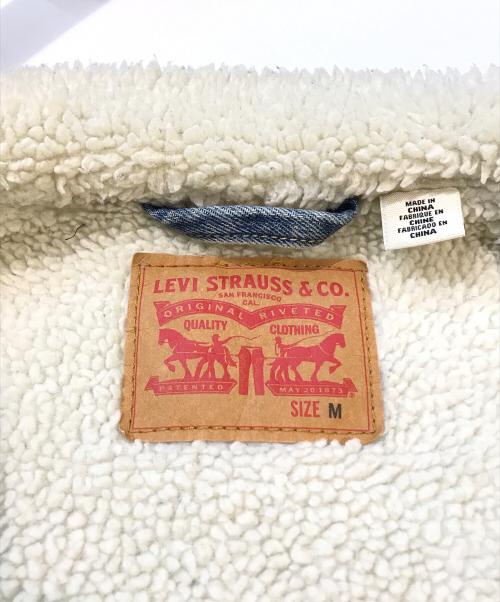 MADE IN
CHINA
FABRIQUE EN
CHINE
FABRICADO EN
CHINA
LEVI STRAUSS & CO.
SAN FRANCISCO
CAL.
ORIGINAL RIVETED
QUALITY CLOTHING
PATENTED MAY 20 1873
SIZE M